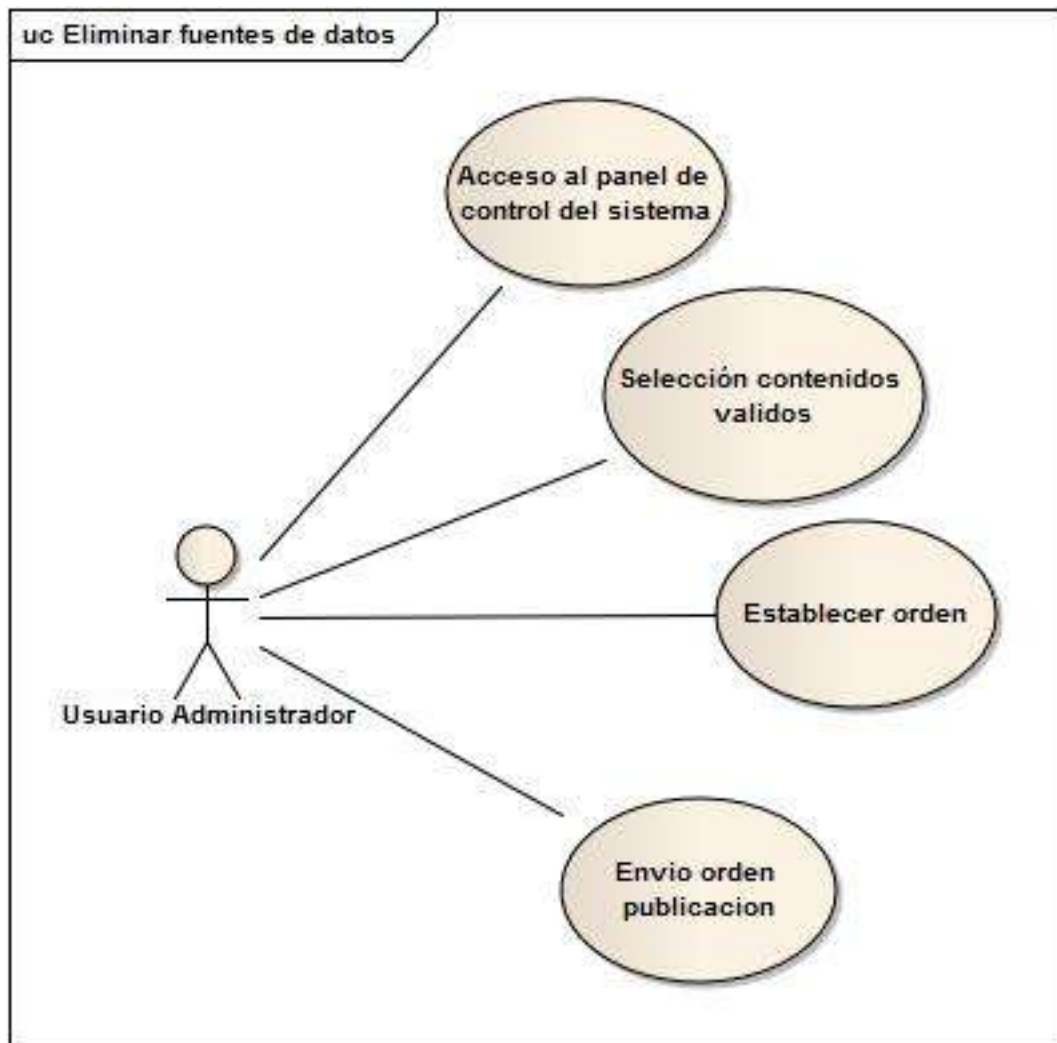 uc Eliminar fuentes de datos
Acceso al panel de
control del sistema
Selección contenidos
validos
Establecer orden
Usuario Administrador
Envio orden
publicacion